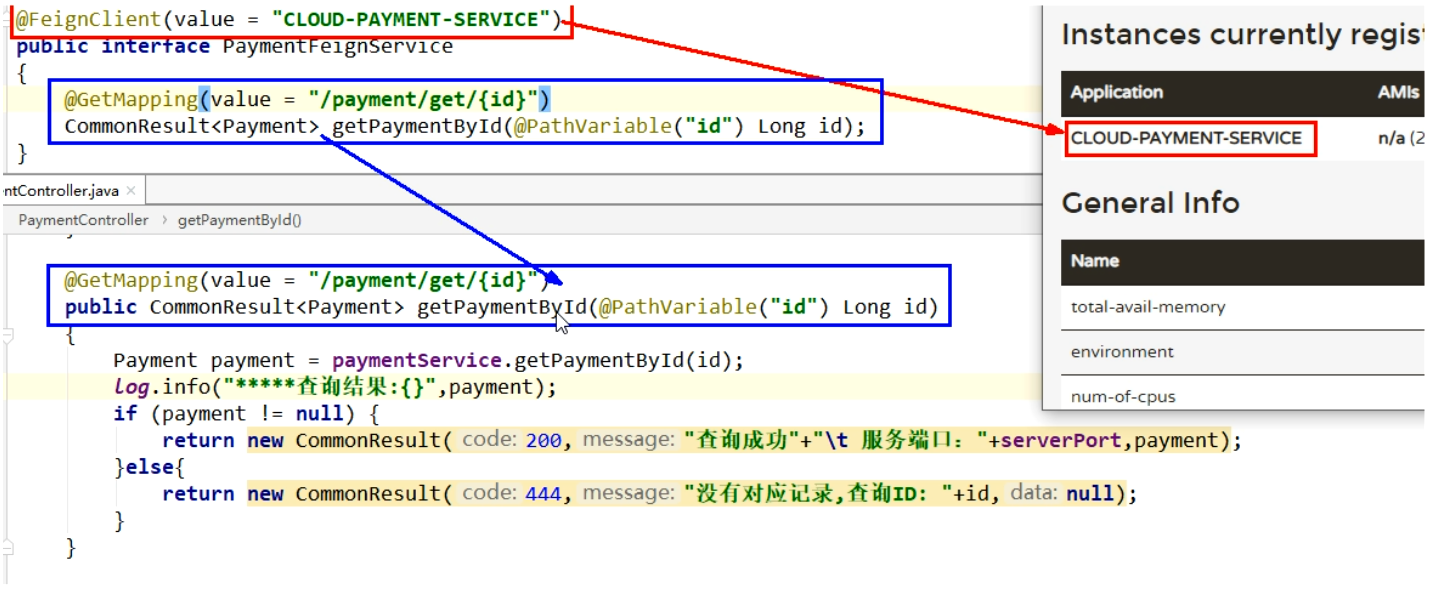 @FeignClient(value = "CLOUD-PAYMENT-SERVICE")
public interface PaymentFeignService
{
@GetMapping(value = "/payment/get/{id}")
CommonResult<Payment> getPaymentById(@PathVariable("id") Long id);
}
ntController.java ×
PaymentController > getPaymentById()
}
@GetMapping(value = "/payment/get/{id}")
public CommonResult<Payment> getPaymentById(@PathVariable("id") Long id)
{
Payment payment = paymentService.getPaymentById(id);
log.info("*****查询结果:{}",payment);
if (payment != null) {
return new CommonResult( code: 200, message: "查询成功"+"\t 服务端口: "+serverPort,payment);
}else{
return new CommonResult( code: 444, message: "没有对应记录,查询ID: "+id, data: null);
}
}
Instances currently regis
Application AMIs
CLOUD-PAYMENT-SERVICE n/a (2
General Info
Name
total-avail-memory
environment
num-of-cpus